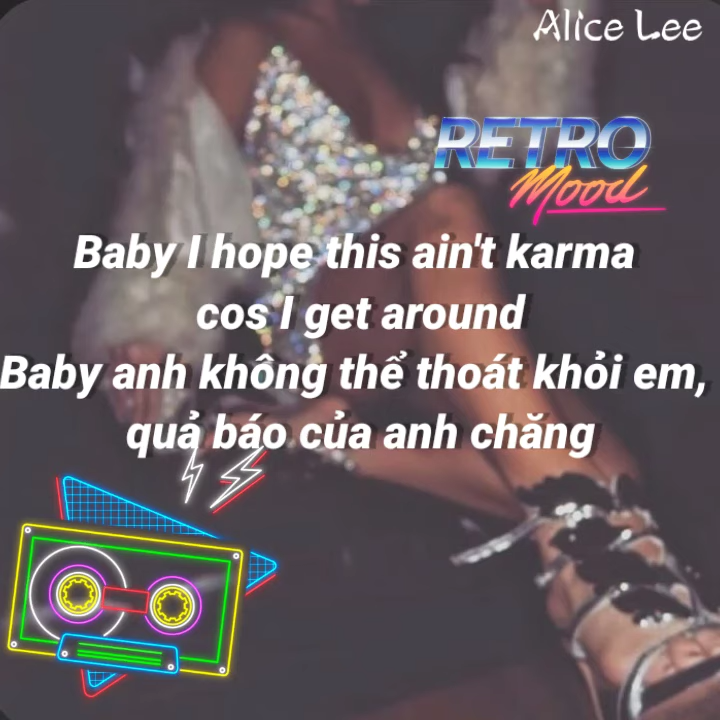 Alice Lee
RETRO
Mood
Baby I hope this ain't karma
cos I get around
Baby anh không thể thoát khỏi em,
quả báo của anh chăng